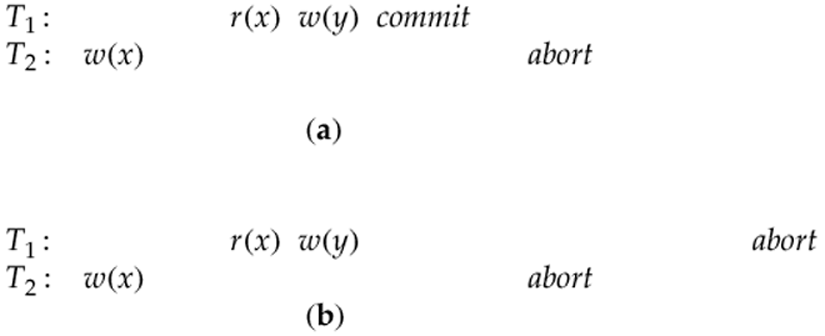 T₁: r(x) w(y) commit
T₂: w(x) abort
(a)
T₁: r(x) w(y) abort
T₂: w(x) abort
(b)